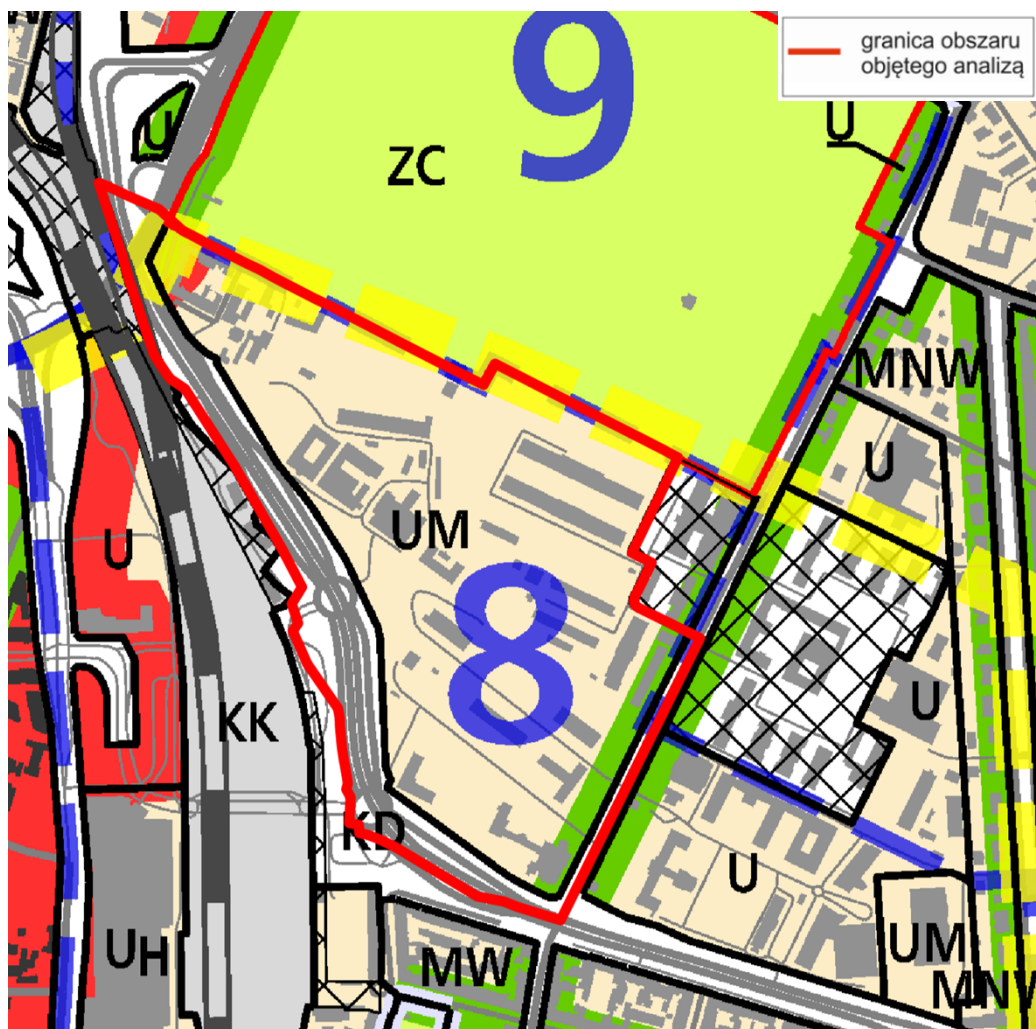 granica obszaru
objętego analizą
9
U
U
ZC
MNW
U
UM
U
8
U
KK
KD
U
UH
MW
UM
MNW